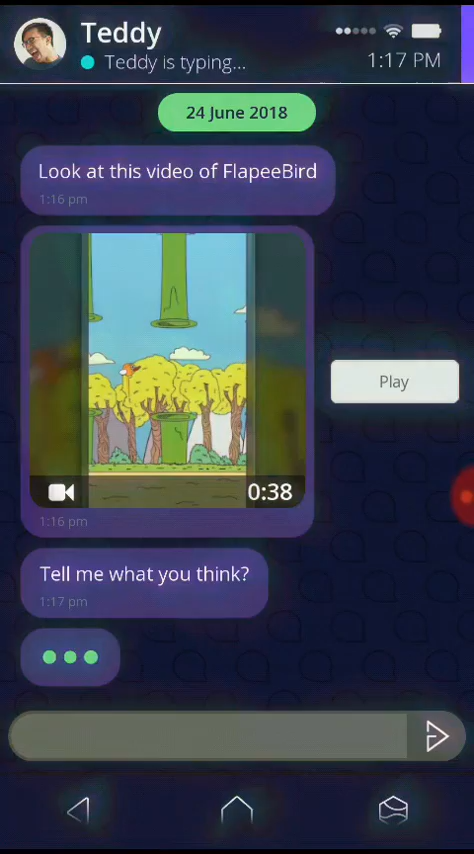 Teddy
Teddy is typing...
1:17 PM
24 June 2018
Look at this video of FlapeeBird
1:16 pm
Play
0:38
1:16 pm
Tell me what you think?
1:17 pm